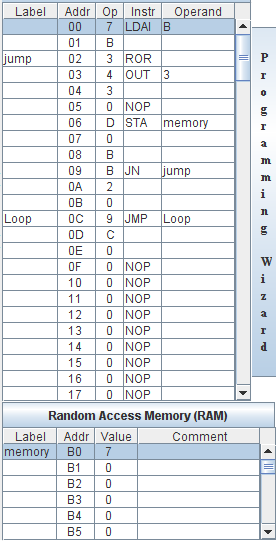 Label Addr Op Instr Operand
00 7 LDAI B
01 B
jump 02 3 ROR
03 4 OUT 3
04 3
05 0 NOP
06 D STA memory
07 0
08 B
09 B JN jump
0A 2
0B 0
Loop 0C 9 JMP Loop
0D C
0E 0
0F 0 NOP
10 0 NOP
11 0 NOP
12 0 NOP
13 0 NOP
14 0 NOP
15 0 NOP
16 0 NOP
17 0 NOP
Programming Wizard
Random Access Memory (RAM)
Label Addr Value Comment
memory B0 7
B1 0
B2 0
B3 0
B4 0
B5 0